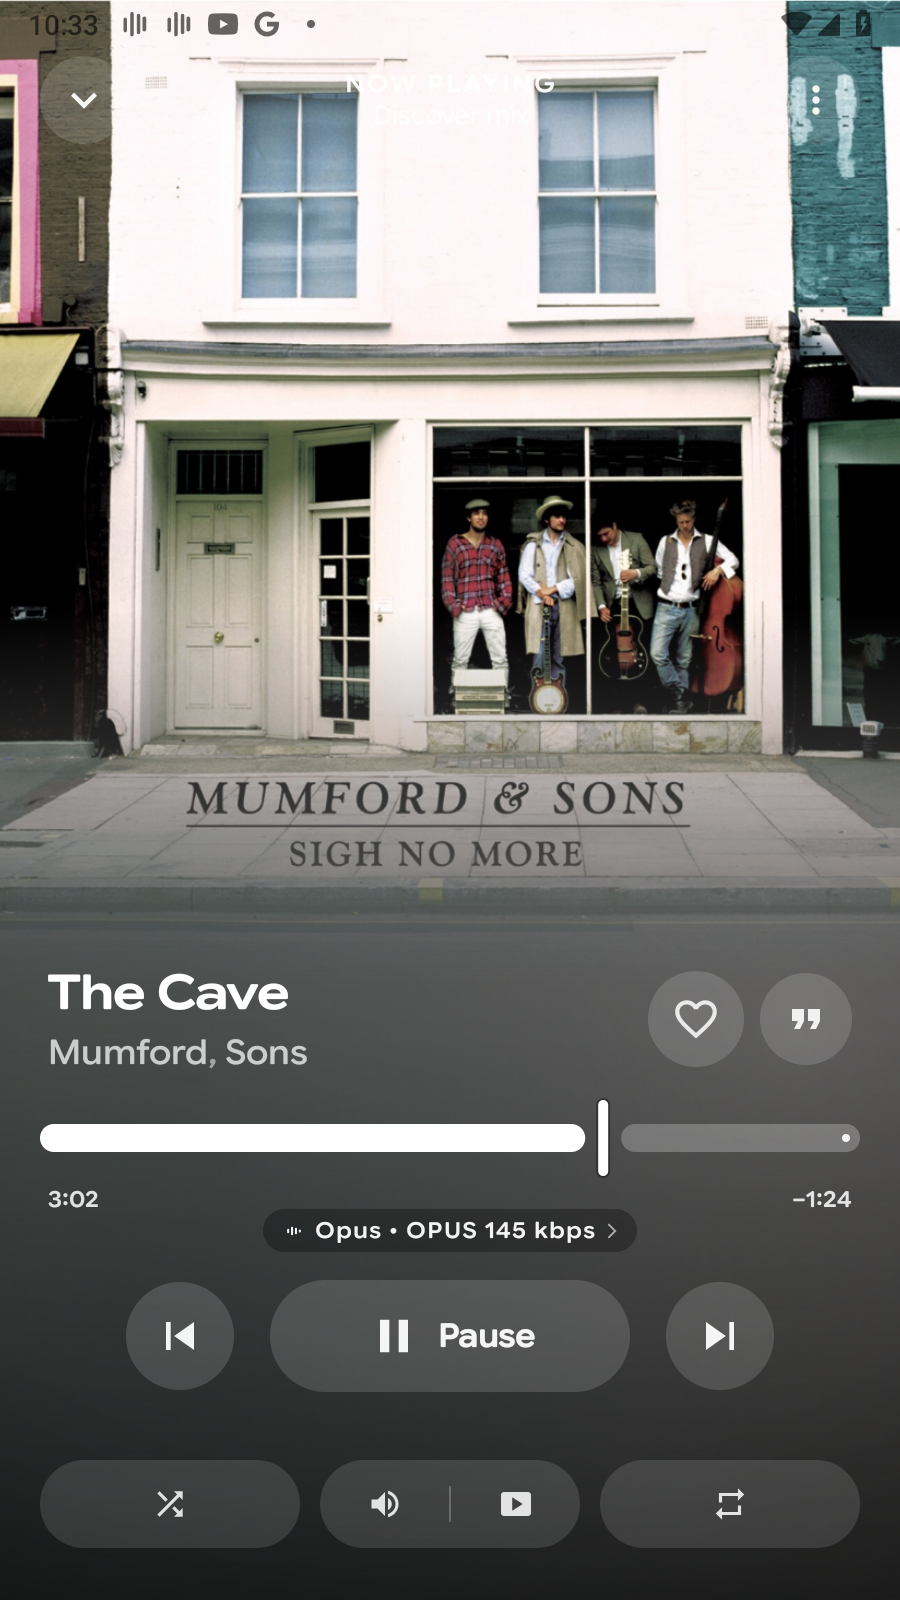 10:33
NOW PLAYING
Discover mix
104
MUMFORD & SONS
SIGH NO MORE
The Cave
Mumford, Sons
3:02
−1:24
Opus • OPUS 145 kbps
Pause